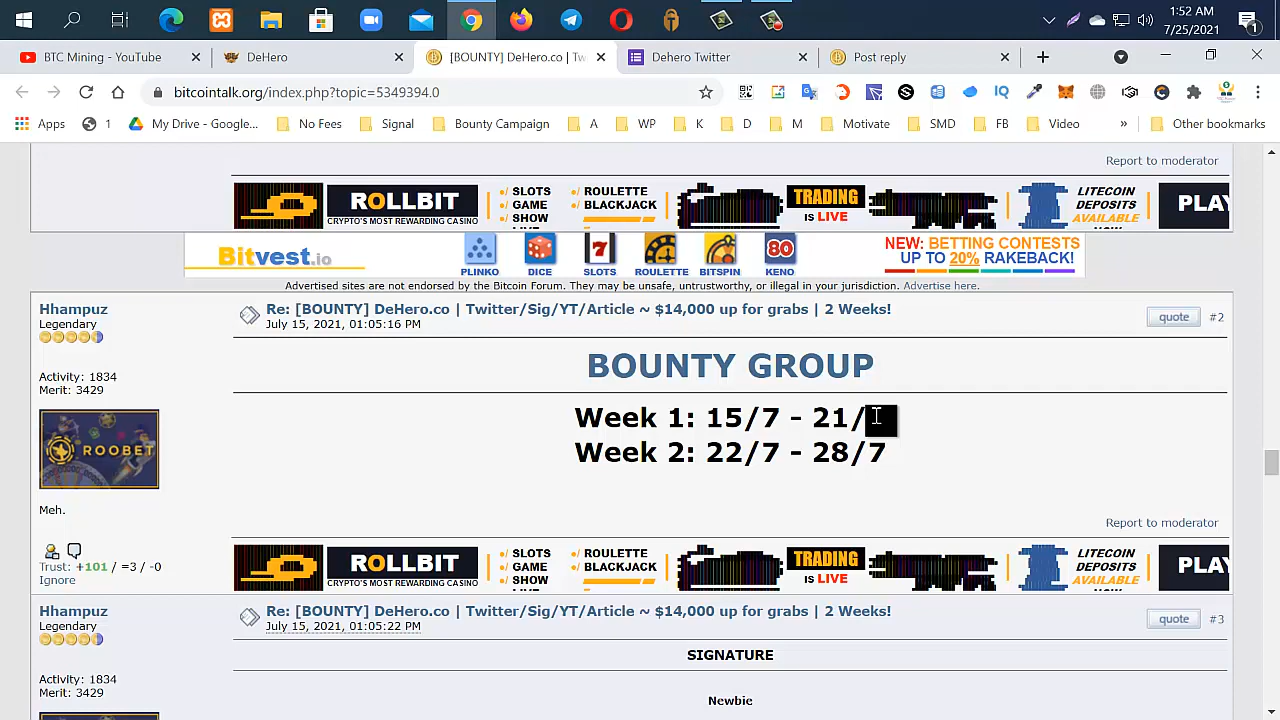 1:52 AM
7/25/2021
1
BTC Mining - YouTube
DeHero
[BOUNTY] DeHero.co | Tw
Dehero Twitter
Post reply
bitcointalk.org/index.php?topic=5349394.0
IQ
Apps
1
My Drive - Google...
No Fees
Signal
Bounty Campaign
A
WP
K
D
M
Motivate
SMD
FB
Video
»
Other bookmarks
Report to moderator
ROLLBIT
CRYPTO'S MOST REWARDING CASINO
SLOTS
GAME
SHOW
ROULETTE
BLACKJACK
TRADING
IS LIVE
LITECOIN
DEPOSITS
AVAILABLE
PLAY
Bitvest.io
PLINKO
DICE
7
SLOTS
ROULETTE
BITSPIN
80
KENO
NEW: BETTING CONTESTS
UP TO 20% RAKEBACK!
Advertised sites are not endorsed by the Bitcoin Forum. They may be unsafe, untrustworthy, or illegal in your jurisdiction. Advertise here.
Hhampuz
Legendary
Activity: 1834
Merit: 3429
ROOBET
Meh.
Trust: +101 / =3 / -0
Ignore
Re: [BOUNTY] DeHero.co | Twitter/Sig/YT/Article ~ $14,000 up for grabs | 2 Weeks!
July 15, 2021, 01:05:16 PM
quote
#2
BOUNTY GROUP
Week 1: 15/7 - 21/
Week 2: 22/7 - 28/7
Report to moderator
ROLLBIT
CRYPTO'S MOST REWARDING CASINO
SLOTS
GAME
SHOW LIVE
ROULETTE
BLACKJACK
TRADING
IS LIVE
LITECOIN
DEPOSITS
AVAILABLE
PLAY
Hhampuz
Legendary
Activity: 1834
Merit: 3429
Re: [BOUNTY] DeHero.co | Twitter/Sig/YT/Article ~ $14,000 up for grabs | 2 Weeks!
July 15, 2021, 01:05:22 PM
quote
#3
SIGNATURE
Newbie